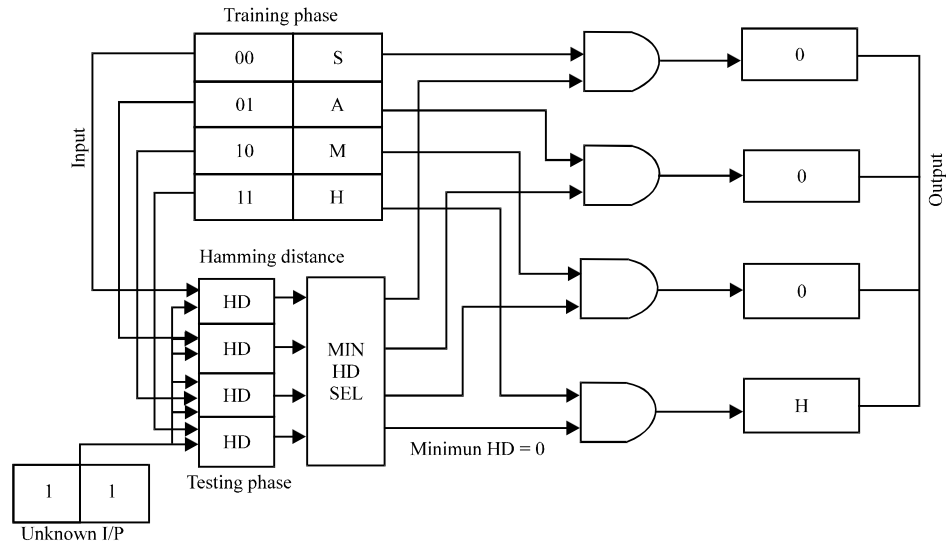 Training phase
00 S
01 A
10 M
11 H
Input
Hamming distance
HD
HD
HD
HD
MIN
HD
SEL
Minimun HD = 0
Testing phase
1 1
Unknown I/P
0
0
0
H
Output